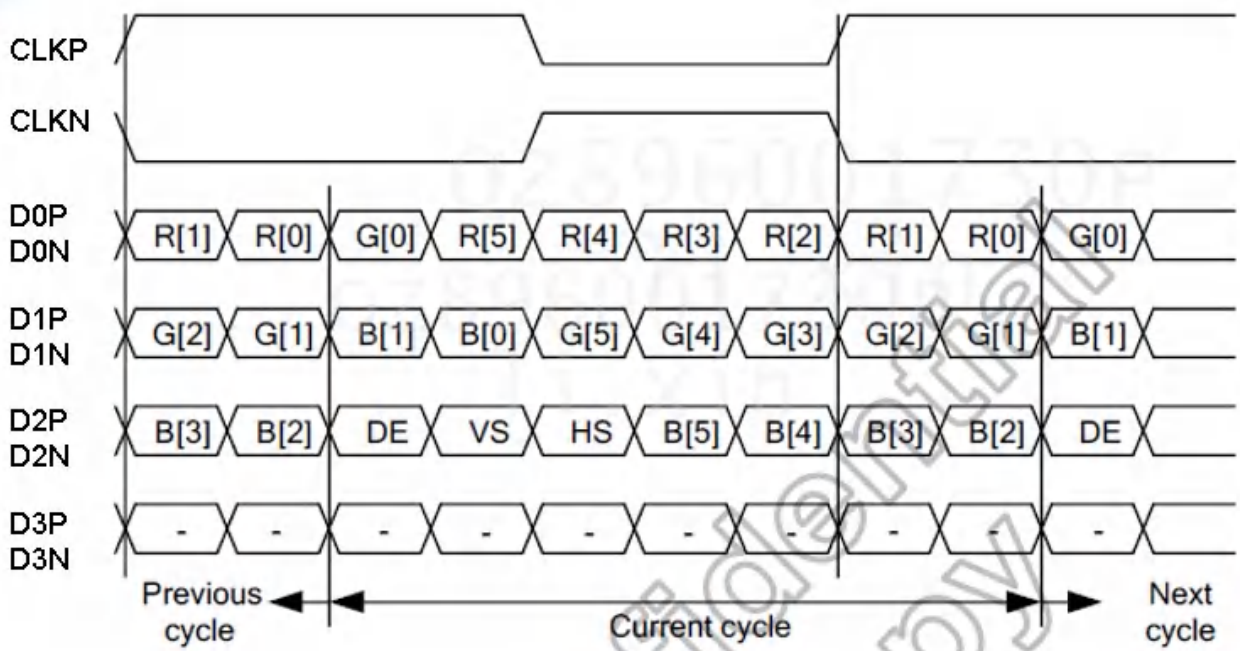 CLKP
CLKN
02896001730P
D0P
D0N
R[1] R[0] G[0] R[5] R[4] R[3] R[2] R[1] R[0] G[0]
D1P
D1N
G[2] G[1] B[1] B[0] G[5] G[4] G[3] G[2] G[1] B[1]
D2P
D2N
B[3] B[2] DE VS HS B[5] B[4] B[3] B[2] DE
D3P
D3N
- - - - - - - - - -
Previous cycle
Current cycle
Next cycle